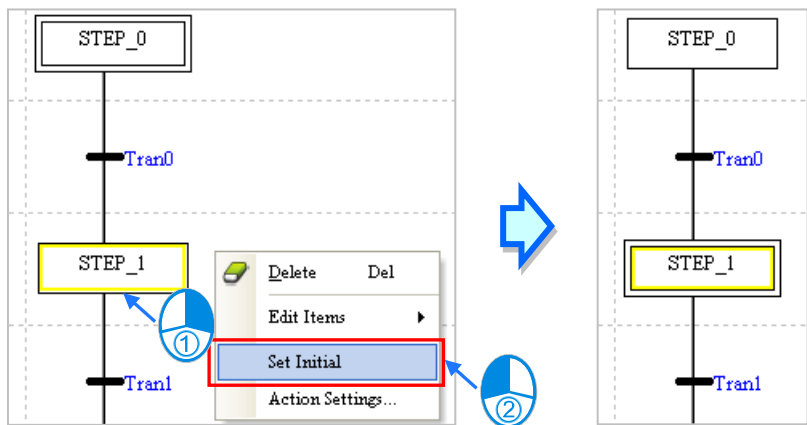 STEP_0
Tran0
STEP_1
Delete Del
Edit Items
Set Initial
Action Settings...
Tran1
①
②
STEP_0
Tran0
STEP_1
Tran1